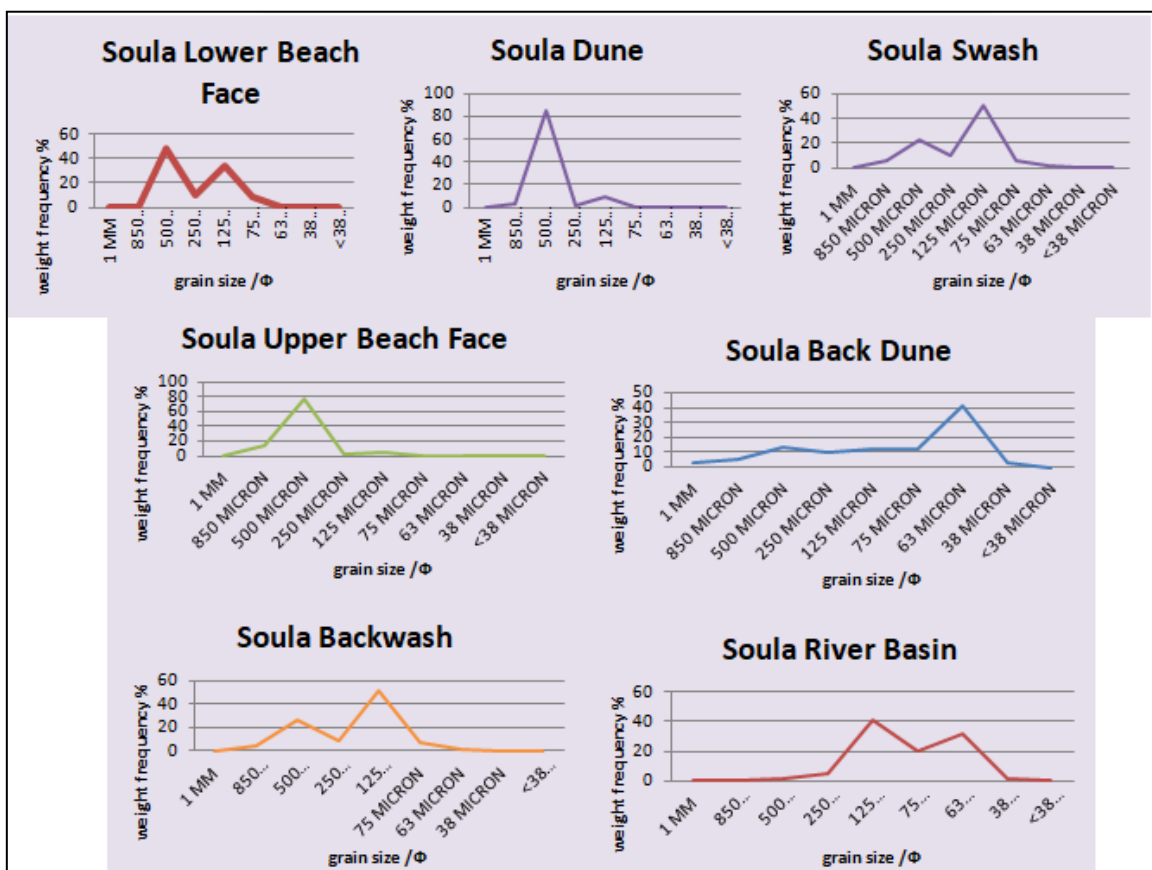 Soula Lower Beach
Face
weight frequency %
60
40
20
0
1 MM
850..
500..
250..
125..
75..
63..
38..
<38..
grain size /Φ
Soula Dune
weight frequency %
100
80
60
40
20
0
1 MM
850..
500..
250..
125..
75..
63..
38..
<38..
grain size /Φ
Soula Swash
weight frequency %
60
40
20
0
1 MM
850 MICRON
500 MICRON
250 MICRON
125 MICRON
75 MICRON
63 MICRON
38 MICRON
<38 MICRON
grain size /Φ
Soula Upper Beach Face
weight frequency %
100
80
60
40
20
0
1 MM
850 MICRON
500 MICRON
250 MICRON
125 MICRON
75 MICRON
63 MICRON
38 MICRON
<38 MICRON
grain size /Φ
Soula Back Dune
weight frequency %
50
40
30
20
10
0
1 MM
850 MICRON
500 MICRON
250 MICRON
125 MICRON
75 MICRON
63 MICRON
38 MICRON
<38 MICRON
grain size /Φ
Soula Backwash
weight frequency %
60
40
20
0
1 MM
850...
500...
250...
125...
75 MICRON
63 MICRON
38 MICRON
<38...
grain size /Φ
Soula River Basin
weight frequency %
60
40
20
0
1 MM
850...
500...
250...
125...
75...
63...
38...
<38...
grain size /Φ